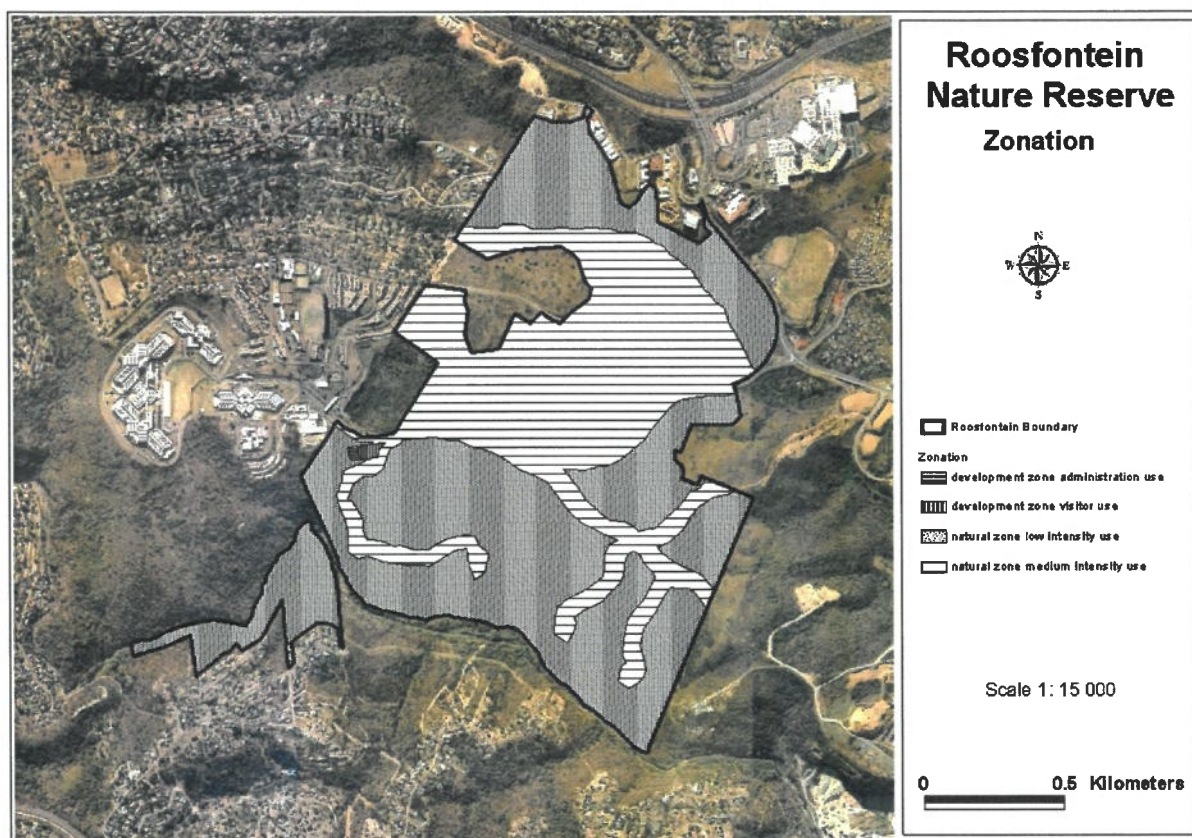 Roosfontein
Nature Reserve
Zonation
N
W E
S
Roosfontein Boundary
Zonation
development zone administration use
development zone visitor use
natural zone low intensity use
natural zone medium intensity use
Scale 1: 15 000
0 0.5 Kilometers